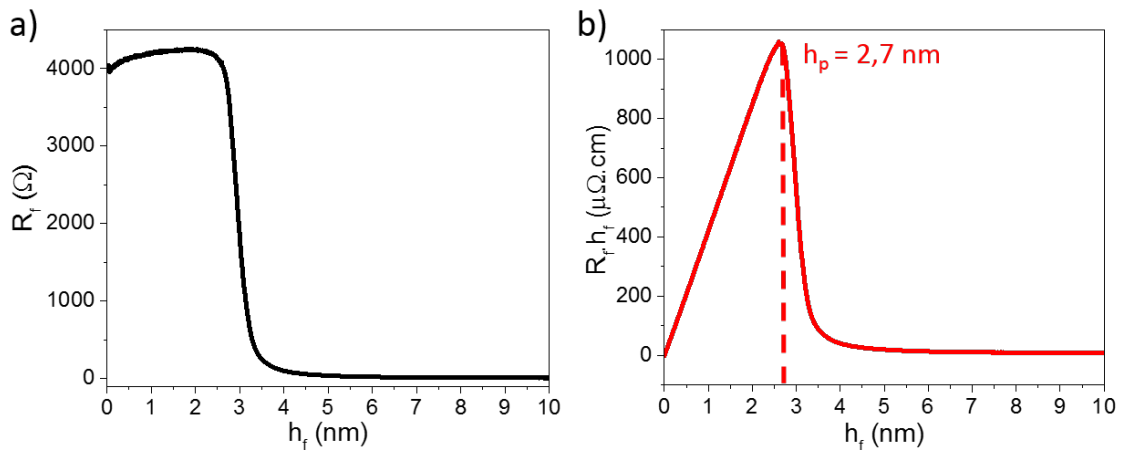 a)
R_f (Ω)
4000
3000
2000
1000
0
0 1 2 3 4 5 6 7 8 9 10
h_f (nm)
b)
R_f.h_f (μΩ.cm)
1000
800
600
400
200
0
h_p = 2,7 nm
0 1 2 3 4 5 6 7 8 9 10
h_f (nm)